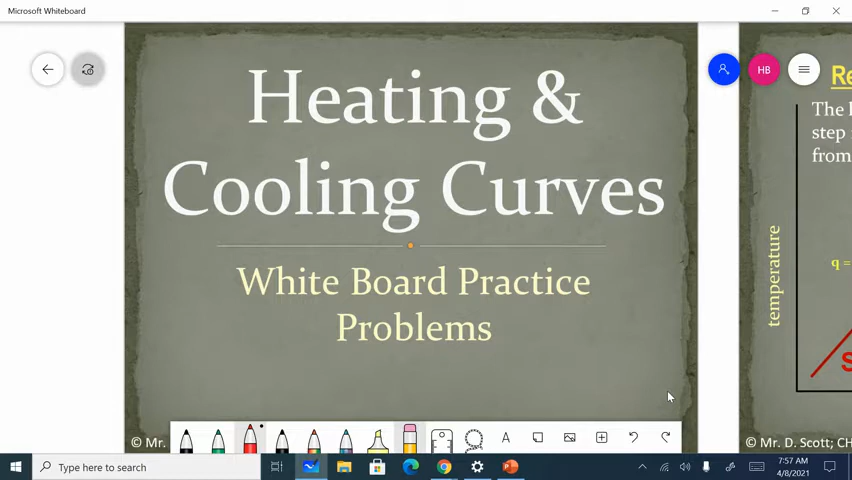 Microsoft Whiteboard
HB
Heating &
Cooling Curves
White Board Practice
Problems
© Mr.
The
step
from
temperature
q =
© Mr. D. Scott; CH
A
Type here to search
7:57 AM
4/8/2021